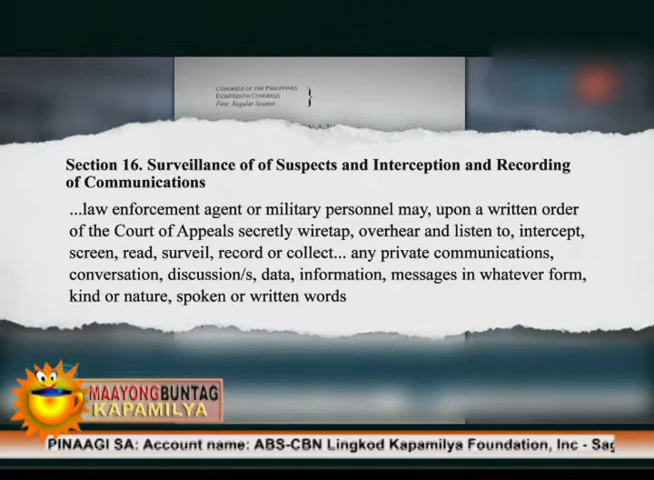 CONGRESS OF THE PHILIPPINES
EIGHTEENTH CONGRESS
First Regular Session
}
Section 16. Surveillance of of Suspects and Interception and Recording
of Communications
...law enforcement agent or military personnel may, upon a written order
of the Court of Appeals secretly wiretap, overhear and listen to, intercept,
screen, read, surveil, record or collect... any private communications,
conversation, discussion/s, data, information, messages in whatever form,
kind or nature, spoken or written words
MAAYONG BUNTAG
KAPAMILYA
PINAAGI SA: Account name: ABS-CBN Lingkod Kapamilya Foundation, Inc - Sag